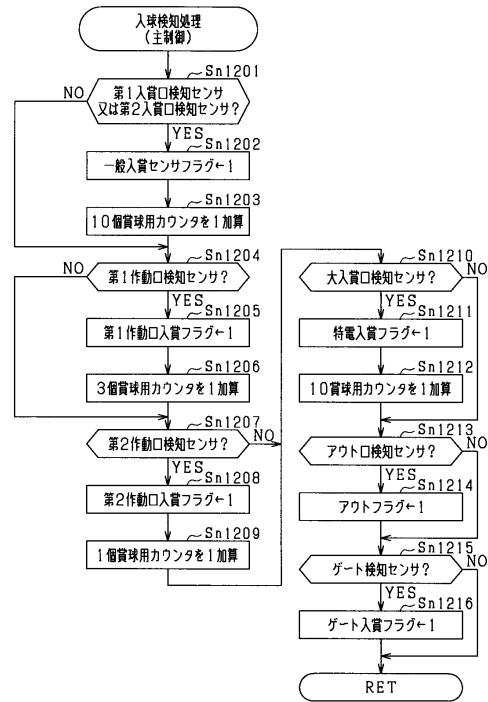 入球検知処理
(主制御)
Sn1201
第1入賞口検知センサ
又は第2入賞口検知センサ?
NO
YES
Sn1202
一般入賞センサフラグ←1
Sn1203
10個賞球用カウンタを1加算
Sn1204
第1作動口検知センサ?
NO
YES
Sn1205
第1作動口入賞フラグ←1
Sn1206
3個賞球用カウンタを1加算
Sn1207
第2作動口検知センサ?
NO
YES
Sn1208
第2作動口入賞フラグ←1
Sn1209
1個賞球用カウンタを1加算
Sn1210
大入賞口検知センサ?
NO
YES
Sn1211
特電入賞フラグ←1
Sn1212
10賞球用カウンタを1加算
Sn1213
アウト口検知センサ?
NO
YES
Sn1214
アウトフラグ←1
Sn1215
ゲート検知センサ?
NO
YES
Sn1216
ゲート入賞フラグ←1
RET